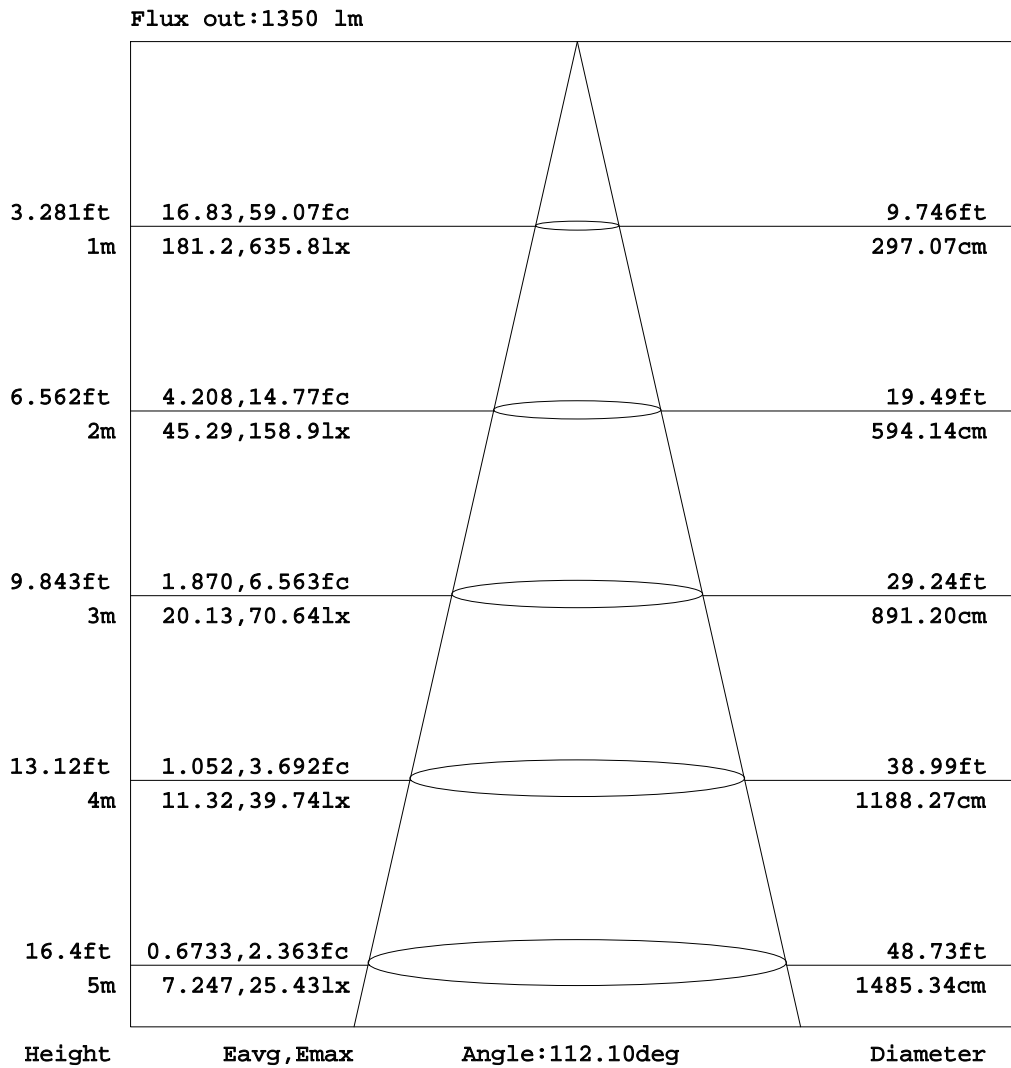 Flux out:1350 lm
3.281ft 16.83,59.07fc 9.746ft
1m 181.2,635.8lx 297.07cm
6.562ft 4.208,14.77fc 19.49ft
2m 45.29,158.9lx 594.14cm
9.843ft 1.870,6.563fc 29.24ft
3m 20.13,70.64lx 891.20cm
13.12ft 1.052,3.692fc 38.99ft
4m 11.32,39.74lx 1188.27cm
16.4ft 0.6733,2.363fc 48.73ft
5m 7.247,25.43lx 1485.34cm
Height Eavg,Emax Angle:112.10deg Diameter